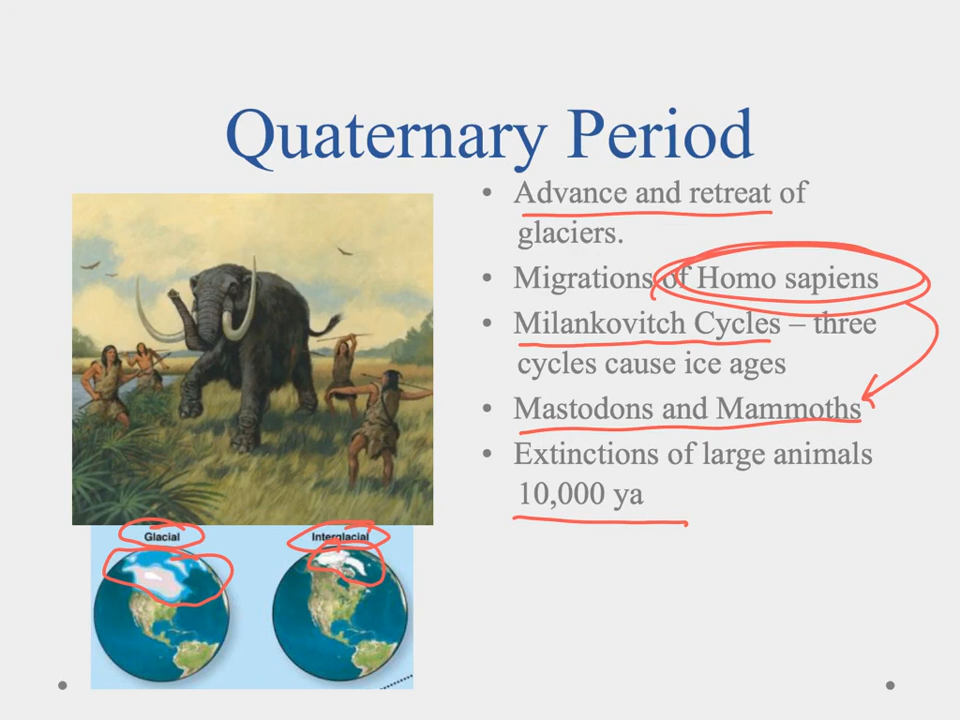 Quaternary Period
• Advance and retreat of
glaciers.
• Migrations of Homo sapiens
• Milankovitch Cycles – three
cycles cause ice ages
• Mastodons and Mammoths
• Extinctions of large animals
10,000 ya
Glacial
Interglacial